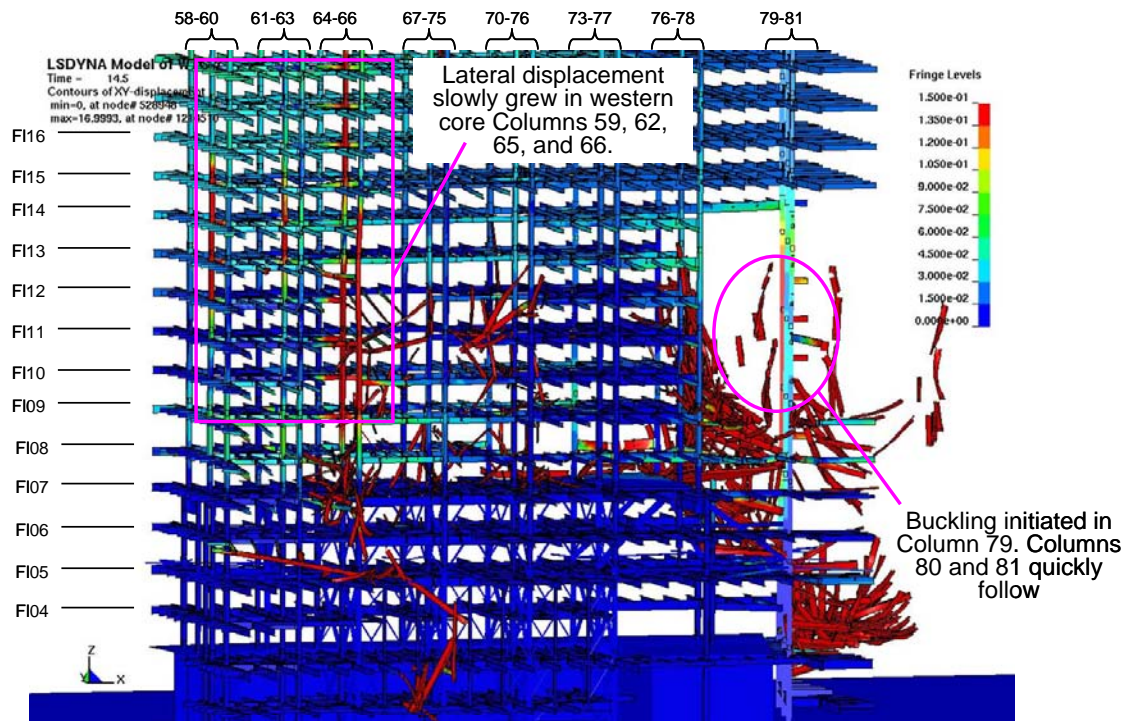 58-60 61-63 64-66 67-75 70-76 73-77 76-78 79-81
LSDYNA Model of W
Time = 14.5
Contours of XY-displacement
min=0, at node# 528948
max=16.9993, at node#
Lateral displacement
slowly grew in western
core Columns 59, 62,
65, and 66.
Fringe Levels
1.500e-01
1.350e-01
1.200e-01
1.050e-01
9.000e-02
7.500e-02
6.000e-02
4.500e-02
3.000e-02
1.500e-02
0.000e+00
Fl16
Fl15
Fl14
Fl13
Fl12
Fl11
Fl10
Fl09
Fl08
Fl07
Fl06
Fl05
Fl04
Buckling initiated in
Column 79. Columns
80 and 81 quickly
follow
Z
Y X